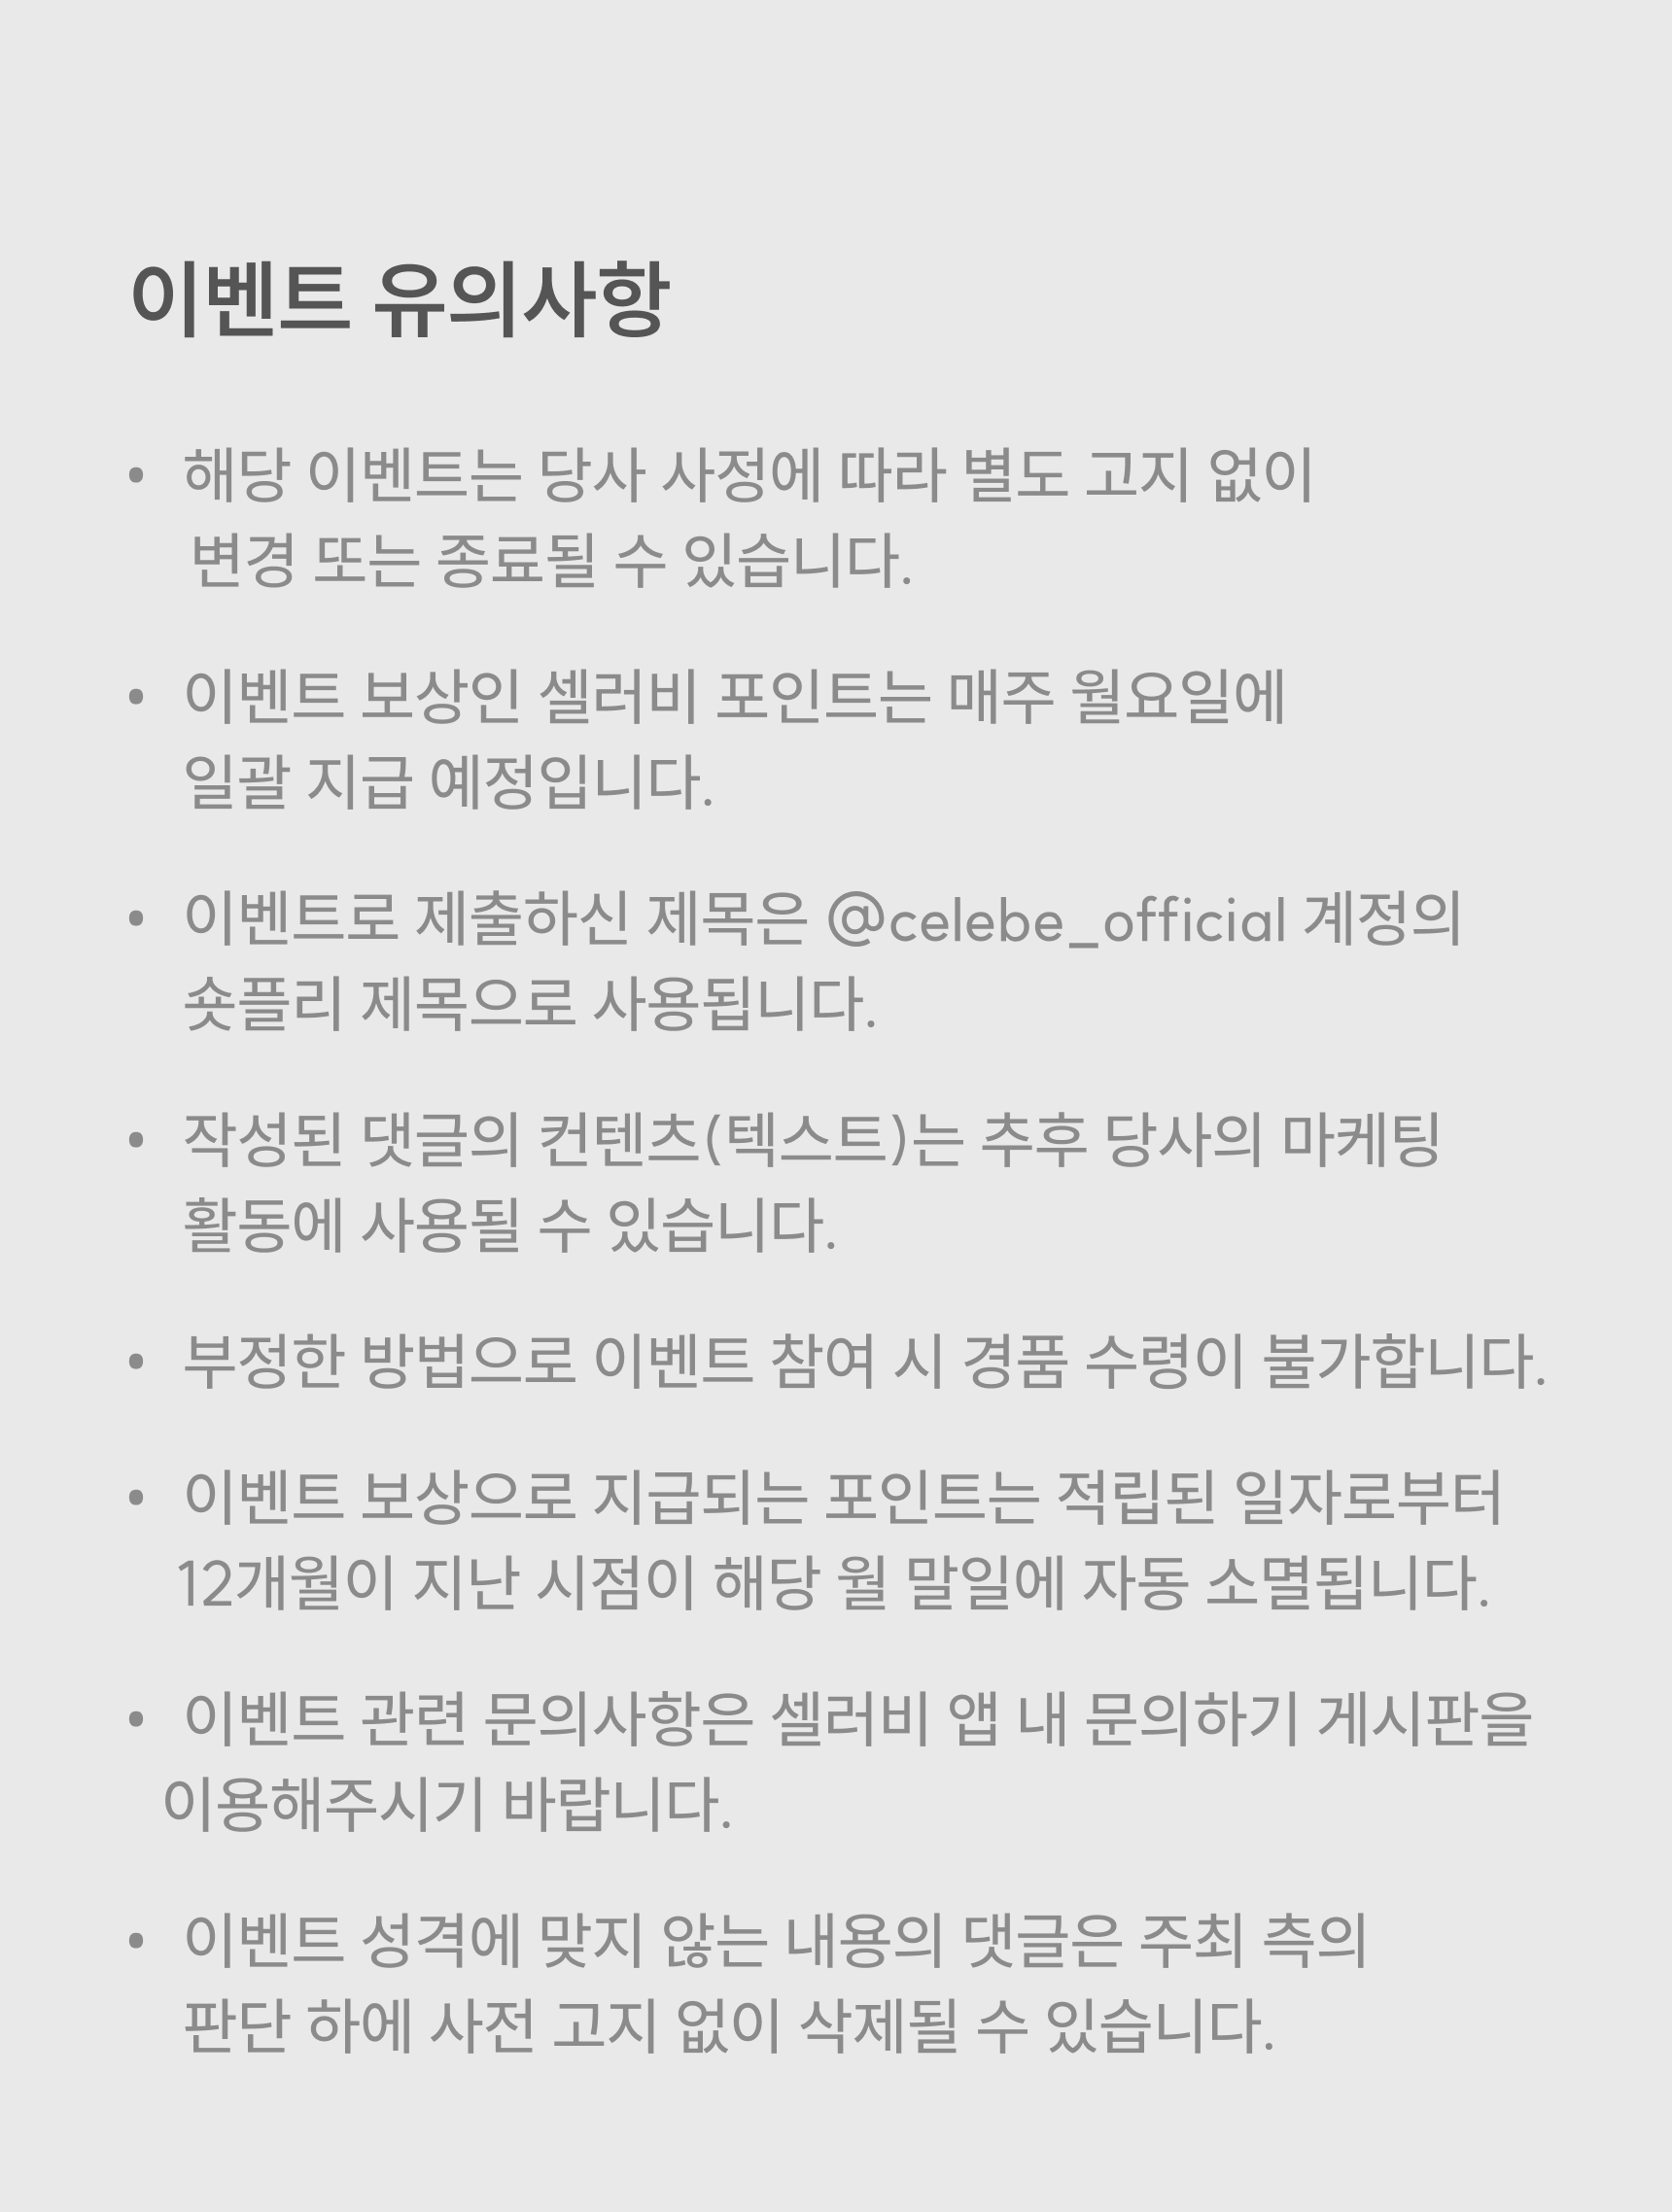 이벤트 유의사항
• 해당 이벤트는 당사 사정에 따라 별도 고지 없이
변경 또는 종료될 수 있습니다.
• 이벤트 보상인 셀러비 포인트는 매주 월요일에
일괄 지급 예정입니다.
• 이벤트로 제출하신 제목은 @celebe_official 계정의
숏플리 제목으로 사용됩니다.
• 작성된 댓글의 컨텐츠(텍스트)는 추후 당사의 마케팅
활동에 사용될 수 있습니다.
• 부정한 방법으로 이벤트 참여 시 경품 수령이 불가합니다.
• 이벤트 보상으로 지급되는 포인트는 적립된 일자로부터
12개월이 지난 시점이 해당 월 말일에 자동 소멸됩니다.
• 이벤트 관련 문의사항은 셀러비 앱 내 문의하기 게시판을
이용해주시기 바랍니다.
• 이벤트 성격에 맞지 않는 내용의 댓글은 주최 측의
판단 하에 사전 고지 없이 삭제될 수 있습니다.